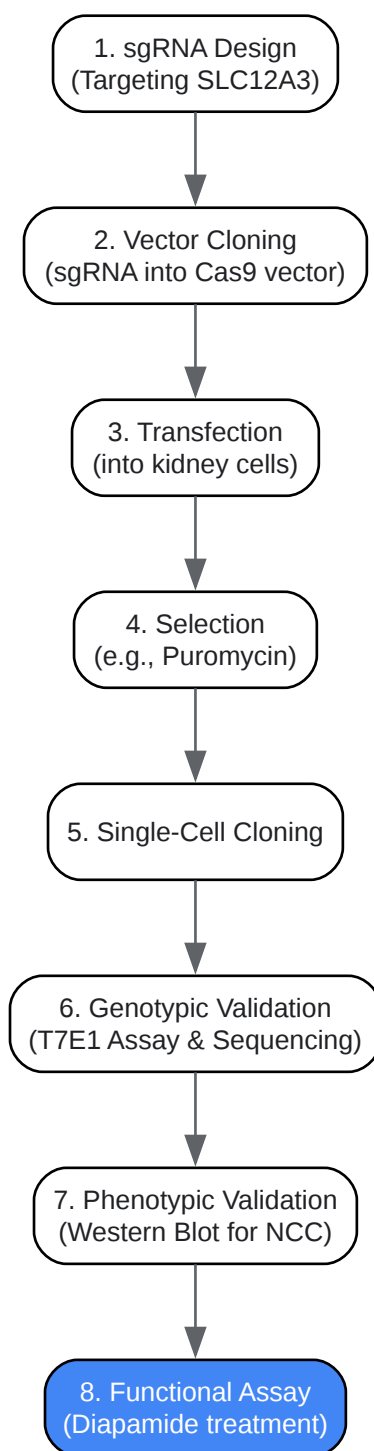 1. sgRNA Design
(Targeting SLC12A3)
2. Vector Cloning
(sgRNA into Cas9 vector)
3. Transfection
(into kidney cells)
4. Selection
(e.g., Puromycin)
5. Single-Cell Cloning
6. Genotypic Validation
(T7E1 Assay & Sequencing)
7. Phenotypic Validation
(Western Blot for NCC)
8. Functional Assay
(Diapamide treatment)